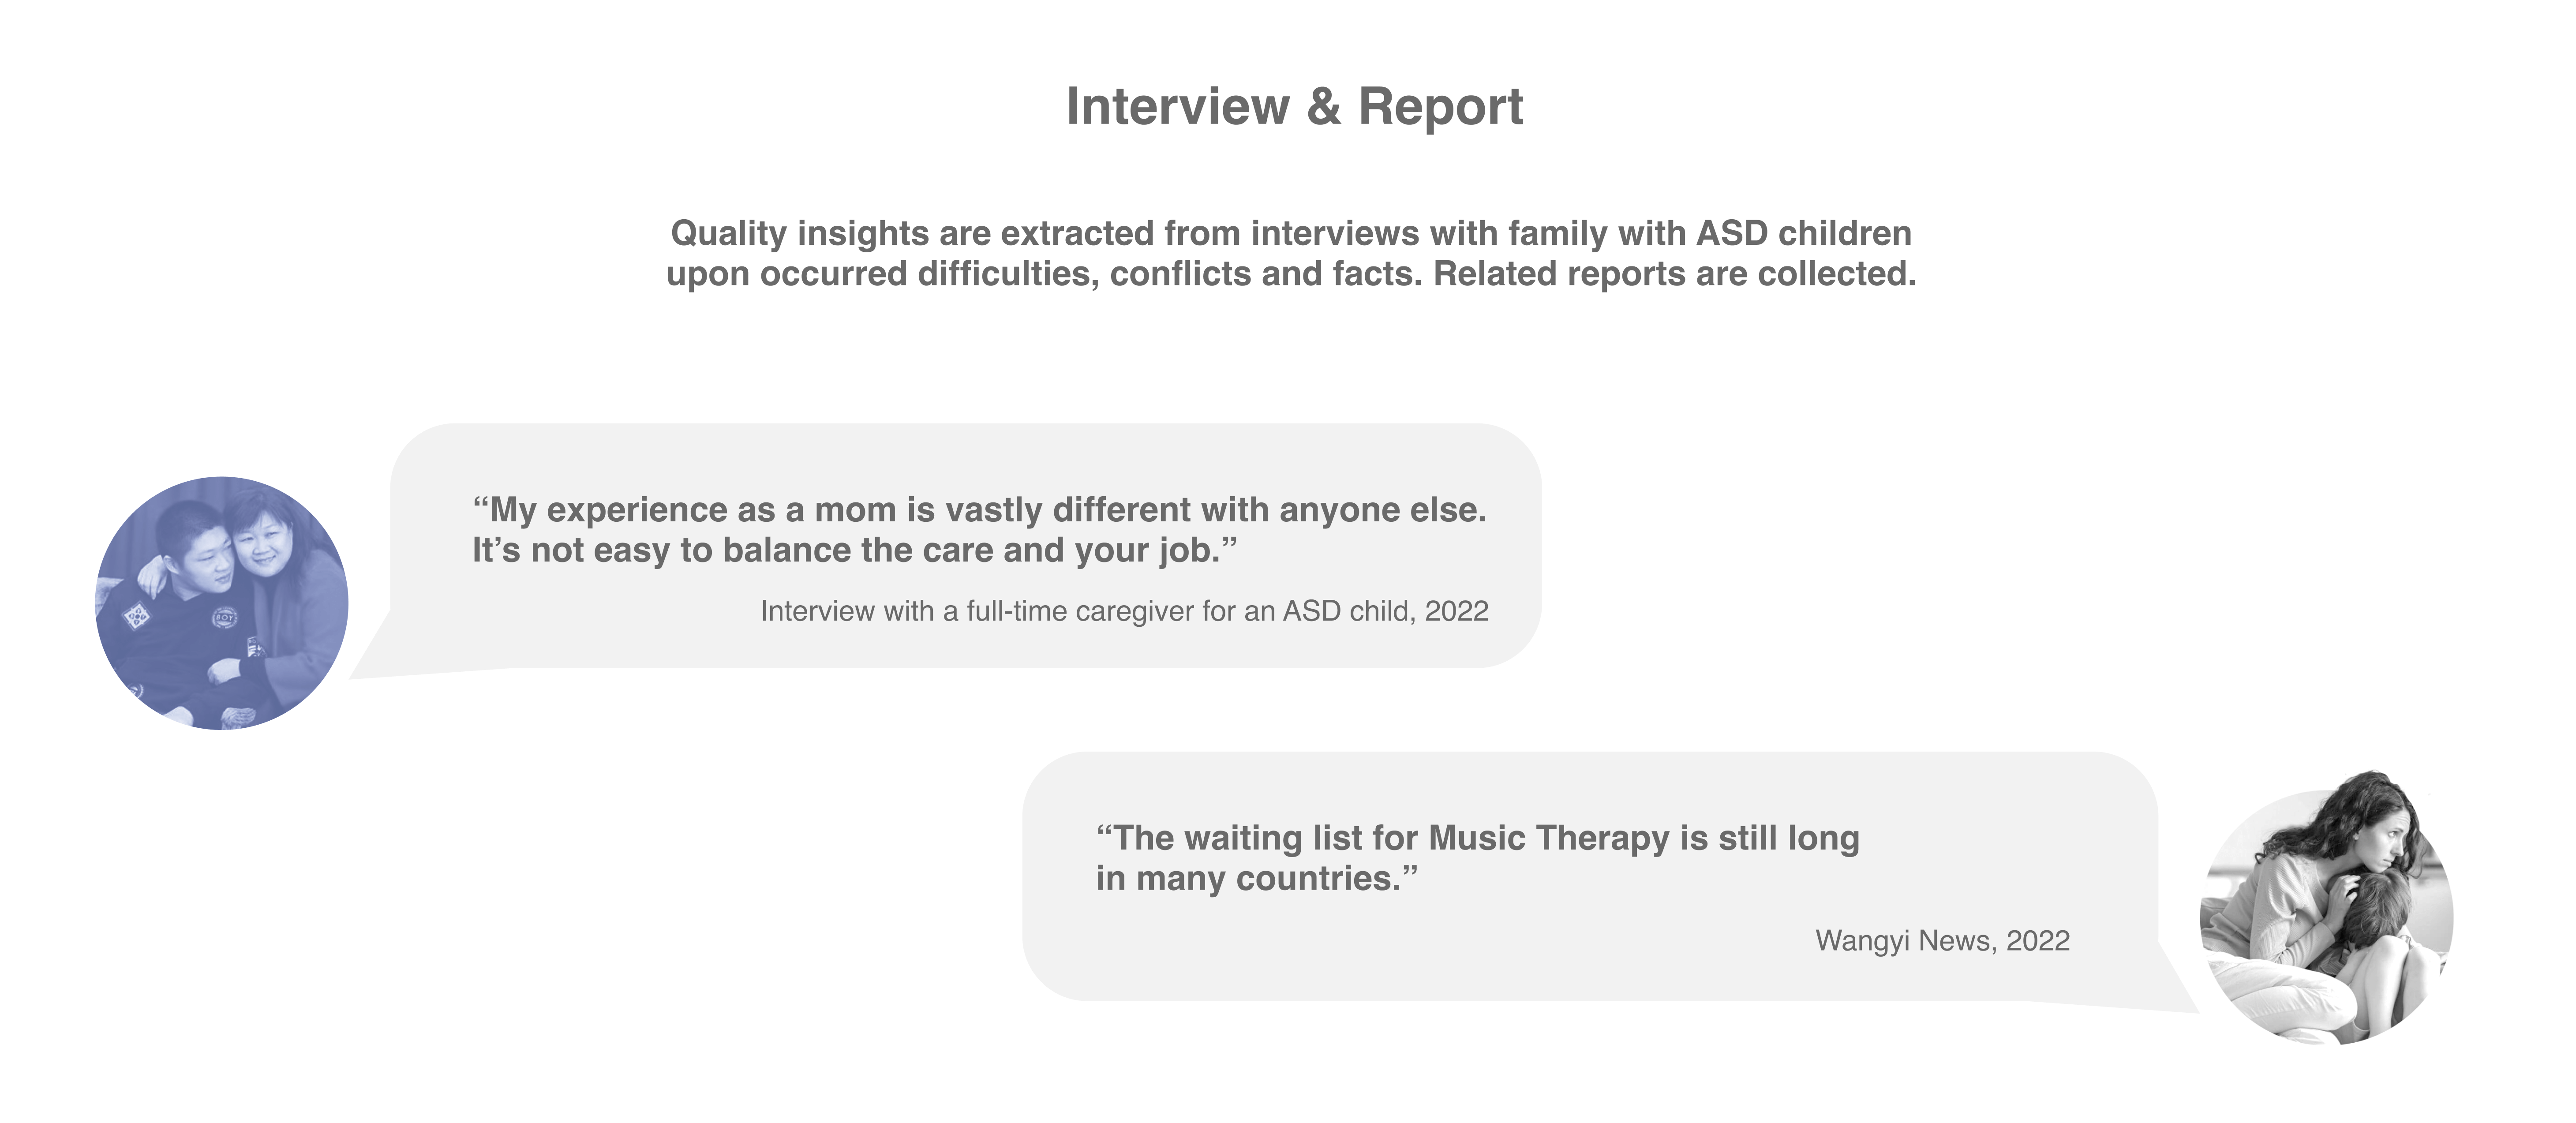 Interview & Report
Quality insights are extracted from interviews with family with ASD children
upon occurred difficulties, conflicts and facts. Related reports are collected.
“My experience as a mom is vastly different with anyone else.
It’s not easy to balance the care and your job.”
Interview with a full-time caregiver for an ASD child, 2022
BOY
“The waiting list for Music Therapy is still long
in many countries.”
Wangyi News, 2022